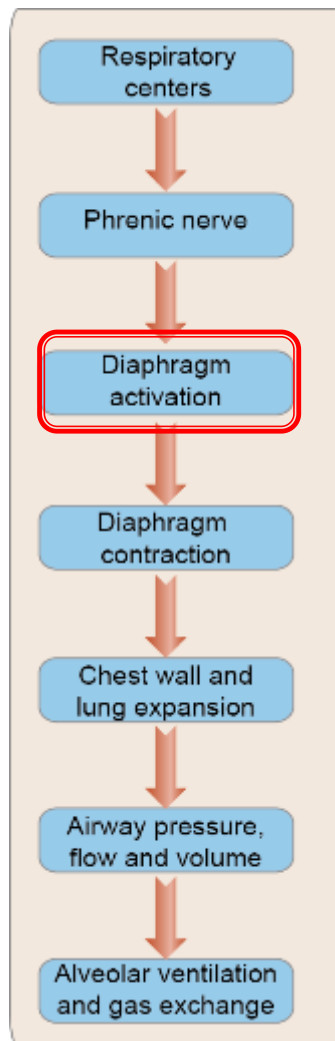 Respiratory
centers
Phrenic nerve
Diaphragm
activation
Diaphragm
contraction
Chest wall and
lung expansion
Airway pressure,
flow and volume
Alveolar ventilation
and gas exchange